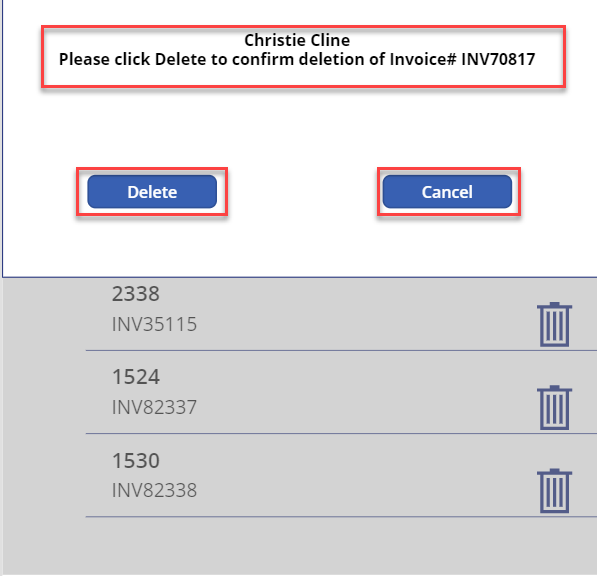 Christie Cline
Please click Delete to confirm deletion of Invoice# INV70817
Delete
Cancel
2338
INV35115
1524
INV82337
1530
INV82338